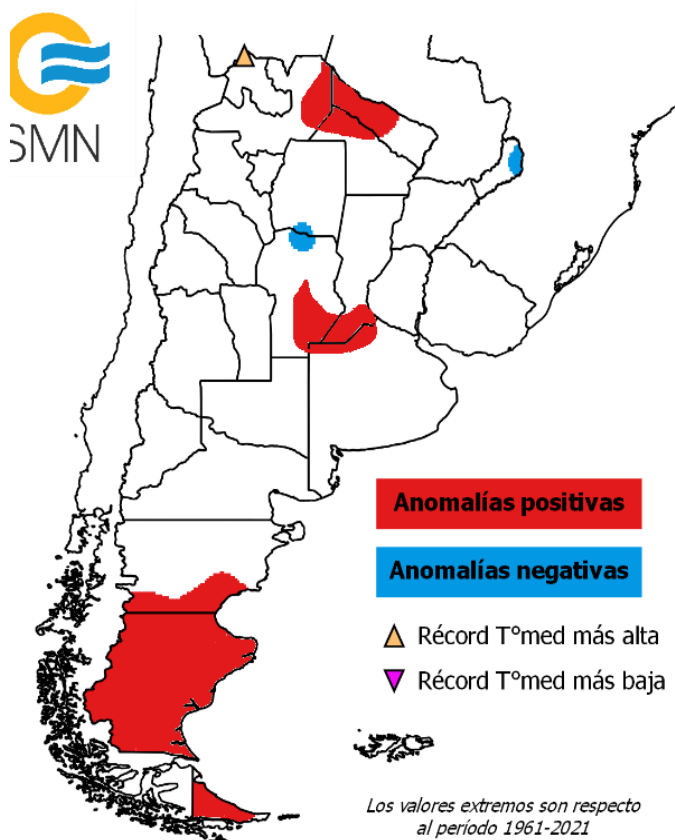 SMN
Anomalías positivas
Anomalías negativas
Récord T°med más alta
Récord T°med más baja
Los valores extremos son respecto
al período 1961-2021